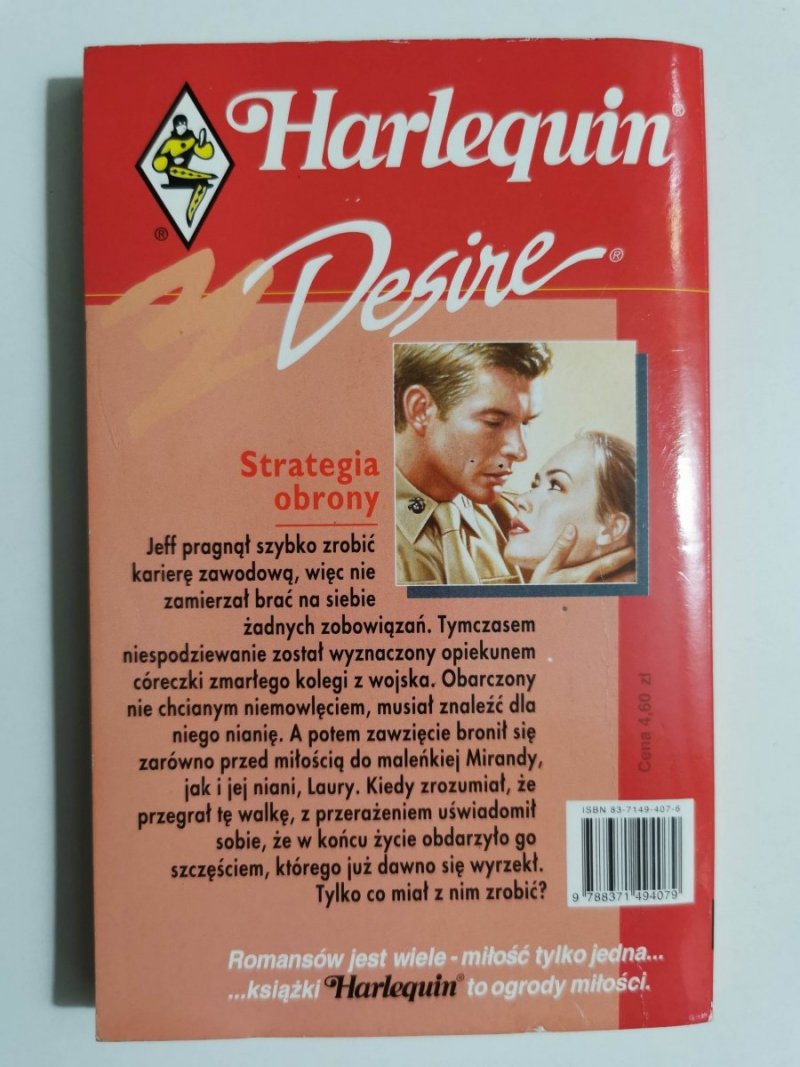 Harlequin®
®
Desire®
Strategia
obrony
Jeff pragnął szybko zrobić
karierę zawodową, więc nie
zamierzał brać na siebie
żadnych zobowiązań. Tymczasem
niespodziewanie został wyznaczony opiekunem
córeczki zmarłego kolegi z wojska. Obarczony
nie chcianym niemowlęciem, musiał znaleźć dla
niego nianię. A potem zawzięcie bronił się
zarówno przed miłością do maleńkiej Mirandy,
jak i jej niani, Laury. Kiedy zrozumiał, że
przegrał tę walkę, z przerażeniem uświadomił
sobie, że w końcu życie obdarzyło go
szczęściem, którego już dawno się wyrzekł.
Tylko co miał z nim zrobić?
Cena 4,60 zł
ISBN 83-7149-407-6
9 788371 494079
Romansów jest wiele - miłość tylko jedna...
...książki Harlequin® to ogrody miłości.